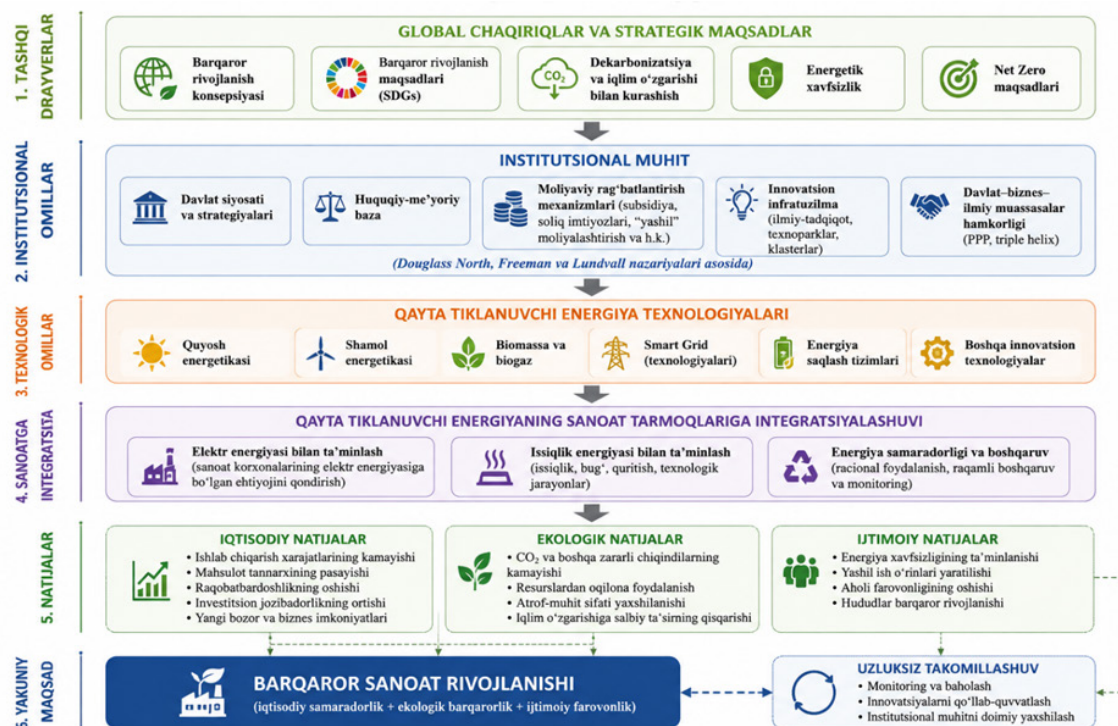 1. TASHQI
DRAYVERLAR
GLOBAL CHAQIRIQLAR VA STRATEGIK MAQSADLAR
Barqaror
rivojlanish
konsepsiyasi
Barqaror rivojlanish
maqsadlari
(SDGs)
CO₂
Dekarbonizatsiya
va iqlim o‘zgarishi
bilan kurashish
Energetik
xavfsizlik
Net Zero
maqsadlari
2. INSTITUTSIONAL
OMILLAR
INSTITUTSIONAL MUHIT
Davlat siyosati
va strategiyalari
Huquqiy-me’yoriy
baza
Moliyaviy rag‘batlantirish
mexanizmlari (subsidiya,
soliq imtiyozlari, “yashil”
moliyalashtirish va h.k.)
Innovatsion
infratuzilma
(ilmiy-tadqiqot,
texnoparklar,
klasterlar)
Davlat–biznes–
ilmiy muassasalar
hamkorligi
(PPP, triple helix)
(Douglass North, Freeman va Lundvall nazariyalari asosida)
3. TEXNOLOGIK
OMILLAR
QAYTA TIKLANUVCHI ENERGIYA TEXNOLOGIYALARI
Quyosh
energetikasi
Shamol
energetikasi
Biomassa va
biogaz
Smart Grid
(texnologiyalari)
Energiya
saqlash tizimlari
Boshqa innovatsion
texnologiyalar
4. SANOATGA
INTEGRATSITA
QAYTA TIKLANUVCHI ENERGIYANING SANOAT TARMOQLARIGA INTEGRATSIYALASHUVI
Elektr energiyasi bilan ta’minlash
(sanoat korxonalarining elektr energiyasiga
bo‘lgan ehtiyojini qondirish)
Issiqlik energiyasi bilan ta’minlash
(issiqlik, bug‘, quritish, texnologik
jarayonlar)
Energiya samaradorligi va boshqaruv
(racional foydalanish, raqamli boshqaruv
va monitoring)
5. NATIJALAR
IQTISODIY NATIJALAR
• Ishlab chiqarish xarajatlarining kamayishi
• Mahsulot tannarxining pasayishi
• Raqobatbardoshlikning oshishi
• Investitsion jozibadorlikning ortishi
• Yangi bozor va biznes imkoniyatlari
EKOLOGIK NATIJALAR
• CO₂ va boshqa zararli chiqindilarning
kamayishi
• Resurslardan oqilona foydalanish
• Atrof-muhit sifati yaxshilanishi
• Iqlim o‘zgarishiga salbiy ta’sirning qisqarishi
IJTIMOIY NATIJALAR
• Energiya xavfsizligining ta’minlanishi
• Yashil ish o‘rinlari yaratilishi
• Aholi farovonligining oshishi
• Hududlar barqaror rivojlanishi
6. YAKUNIY
MAQSAD
BARQAROR SANOAT RIVOJLANISHI
(iqtisodiy samaradorlik + ekologik barqarorlik + ijtimoiy farovonlik)
UZLUKSIZ TAKOMILLASHUV
• Monitoring va baholash
• Innovatsiyalarni qo‘llab-quvvatlash
• Institutsional muhitni doimiy yaxshilash